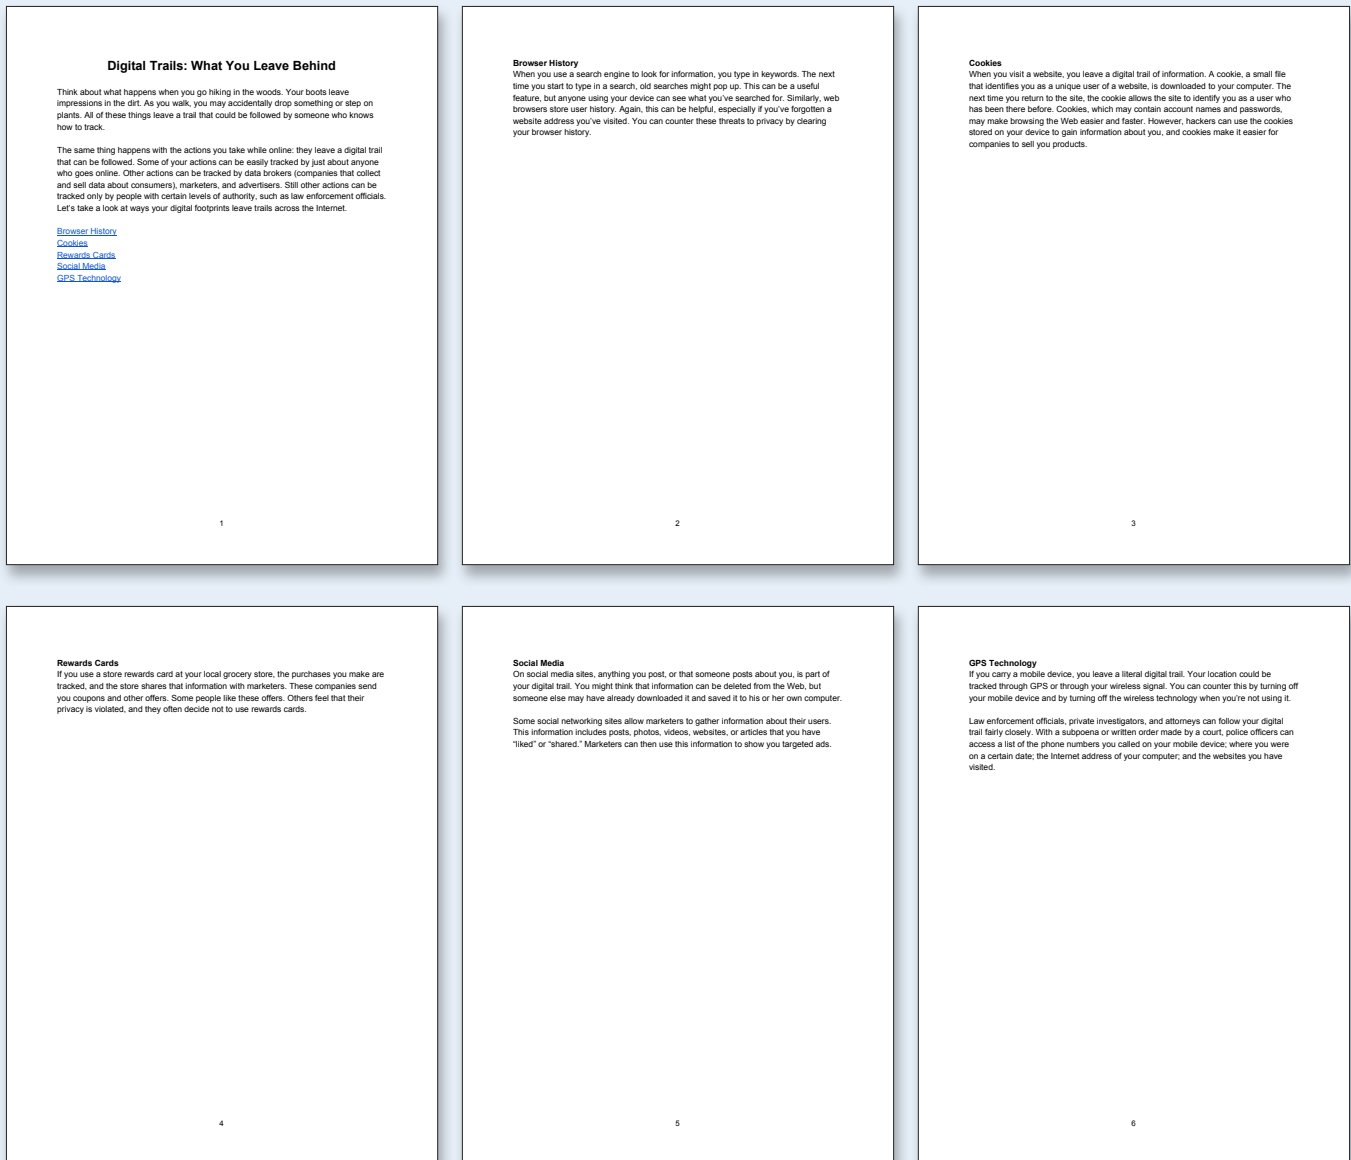 Digital Trails: What You Leave Behind
Think about what happens when you go hiking in the woods. Your boots leave
impressions in the dirt. As you walk, you may accidentally drop something or step on
plants. All of these things leave a trail that could be followed by someone who knows
how to track.
The same thing happens with the actions you take while online: they leave a digital trail
that can be followed. Some of your actions can be easily tracked by just about anyone
who goes online. Other actions can be tracked by data brokers (companies that collect
and sell data about consumers), marketers, and advertisers. Still other actions can be
tracked only by people with certain levels of authority, such as law enforcement officials.
Let's take a look at ways your digital footprints leave trails across the Internet.
Browser History
Cookies
Rewards Cards
Social Media
GPS Technology
1
Browser History
When you use a search engine to look for information, you type in keywords. The next
time you start to type in a search, old searches might pop up. This can be a useful
feature, but anyone using your device can see what you've searched for. Similarly, web
browsers store user history. Again, this can be helpful, especially if you've forgotten a
website address you've visited. You can counter these threats to privacy by clearing
your browser history.
2
Cookies
When you visit a website, you leave a digital trail of information. A cookie, a small file
that identifies you as a unique user of a website, is downloaded to your computer. The
next time you return to the site, the cookie allows the site to identify you as a user who
has been there before. Cookies, which may contain account names and passwords,
may make browsing the Web easier and faster. However, hackers can use the cookies
stored on your device to gain information about you, and cookies make it easier for
companies to sell you products.
3
Rewards Cards
If you use a store rewards card at your local grocery store, the purchases you make are
tracked, and the store shares that information with marketers. These companies send
you coupons and other offers. Some people like these offers. Others feel that their
privacy is violated, and they often decide not to use rewards cards.
4
Social Media
On social media sites, anything you post, or that someone posts about you, is part of
your digital trail. You might think that information can be deleted from the Web, but
someone else may have already downloaded it and saved it to his or her own computer.
Some social networking sites allow marketers to gather information about their users.
This information includes posts, photos, videos, websites, or articles that you have
“liked” or “shared.” Marketers can then use this information to show you targeted ads.
5
GPS Technology
If you carry a mobile device, you leave a literal digital trail. Your location could be
tracked through GPS or through your wireless signal. You can counter this by turning off
your mobile device and by turning off the wireless technology when you're not using it.
Law enforcement officials, private investigators, and attorneys can follow your digital
trail fairly closely. With a subpoena or written order made by a court, police officers can
access a list of the phone numbers you called on your mobile device; where you were
on a certain date; the Internet address of your computer; and the websites you have
visited.
6